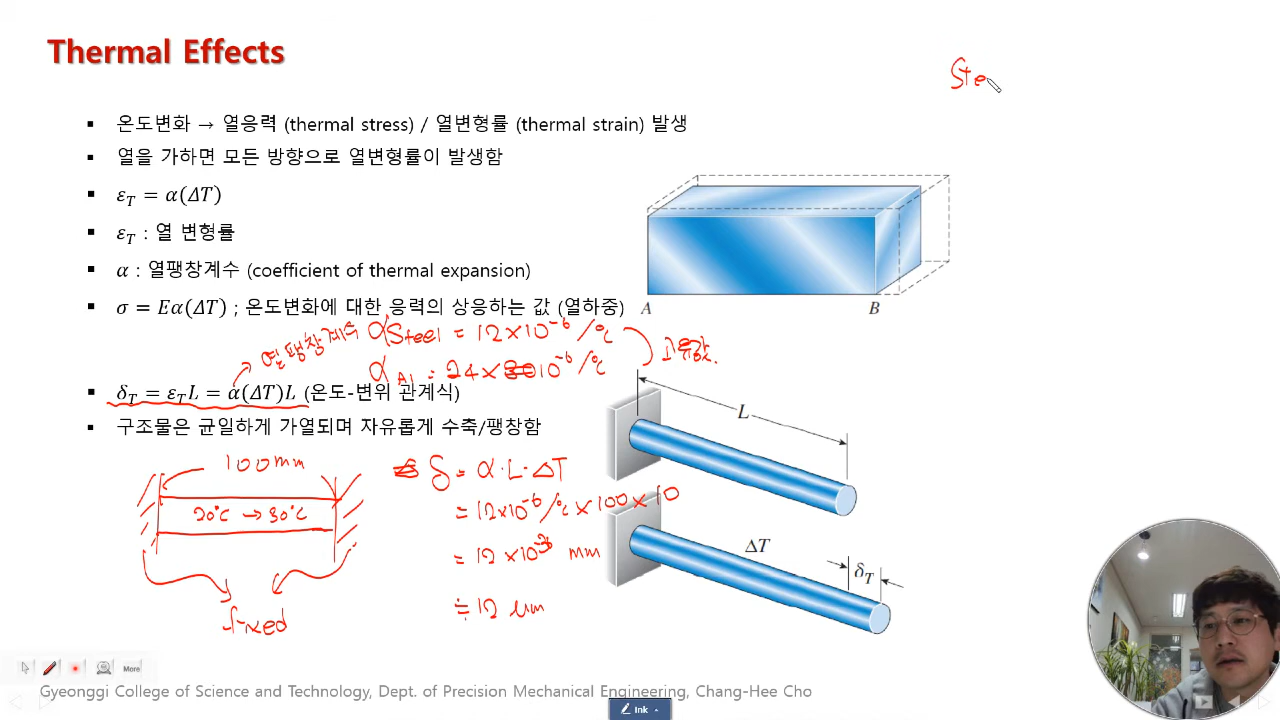 Thermal Effects
Ste
▪ 온도변화 → 열응력 (thermal stress) / 열변형률 (thermal strain) 발생
▪ 열을 가하면 모든 방향으로 열변형률이 발생함
▪ ε_T = α(ΔT)
▪ ε_T : 열 변형률
▪ α : 열팽창계수 (coefficient of thermal expansion)
▪ σ = Eα(ΔT) ; 온도변화에 대한 응력의 상응하는 값 (열하중)
A B
열팽창계수 α Steel = 12×10⁻⁶/℃
α Al = 24×10⁻⁶/℃
고유값.
▪ δ_T = ε_T L = α(ΔT)L (온도-변위 관계식)
▪ 구조물은 균일하게 가열되며 자유롭게 수축/팽창함
L
100mm
20℃ → 30℃
fixed
δ = α·L·ΔT
= 12×10⁻⁶/℃ × 100 × 10
= 12 × 10⁻³ mm
≒ 12 μm
ΔT
δ_T
More
Gyeonggi College of Science and Technology, Dept. of Precision Mechanical Engineering, Chang-Hee Cho
Ink